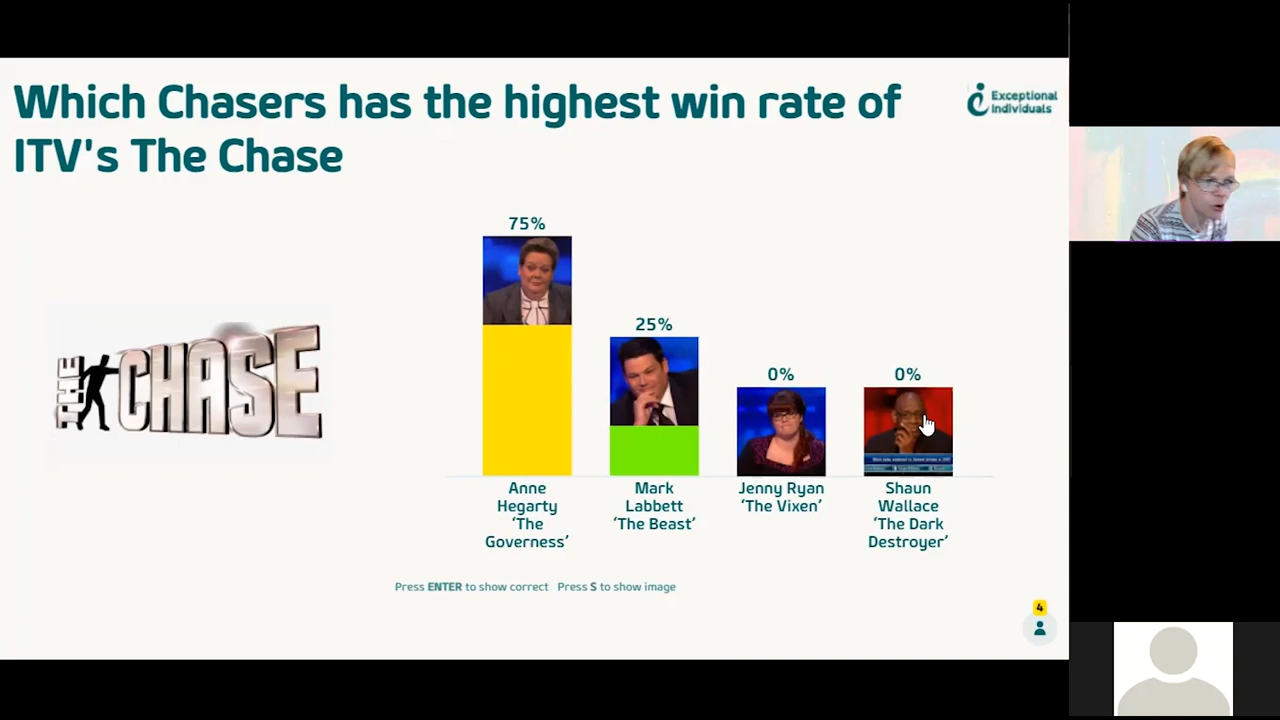 Which Chasers has the highest win rate of
ITV's The Chase
Exceptional
Individuals
THE CHASE
75%
25%
0%
0%
Anne
Hegarty
‘The
Governess’
Mark
Labbett
‘The Beast’
Jenny Ryan
‘The Vixen’
Shaun
Wallace
‘The Dark
Destroyer’
Press ENTER to show correct Press S to show image
4